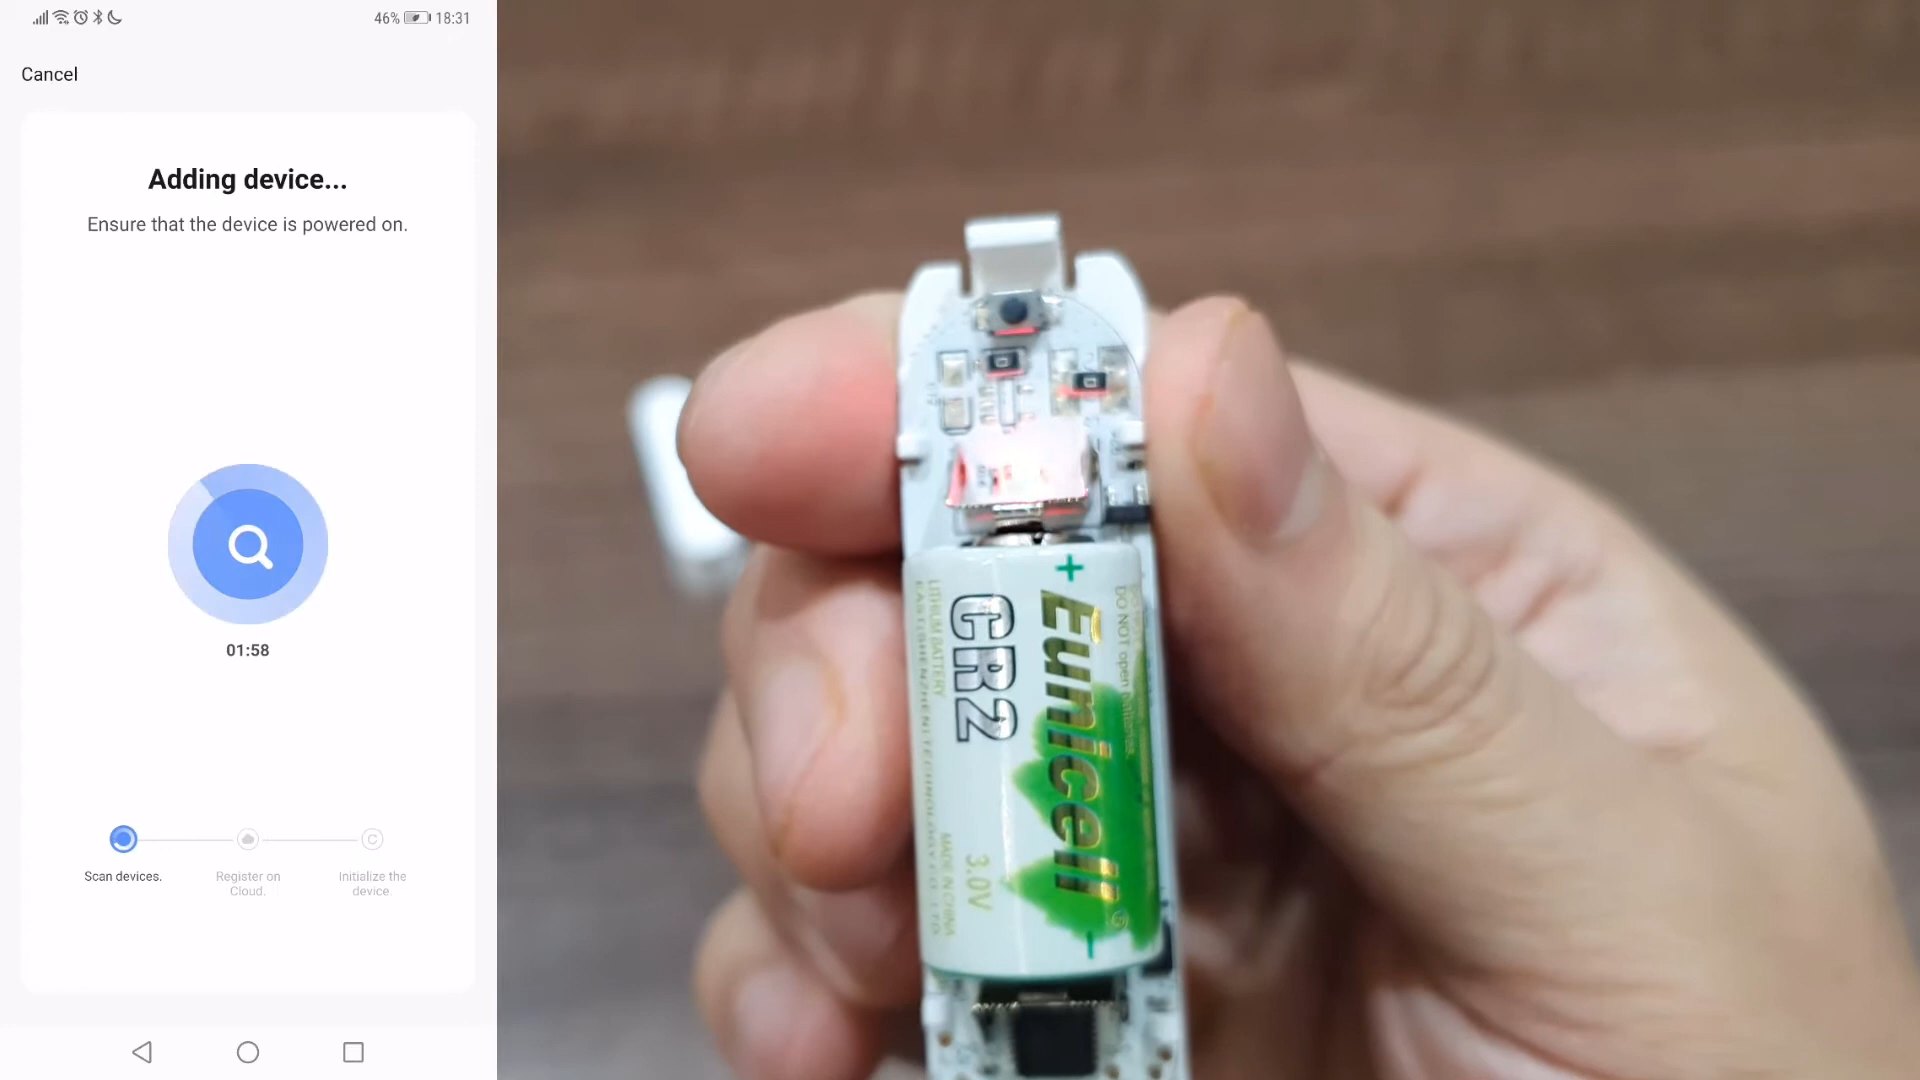 46% 18:31
Cancel
Adding device...
Ensure that the device is powered on.
01:58
Scan devices.
Register on
Cloud.
Initialize the
device.
+
Eunicell®
-
CR2
3.0V
LITHIUM BATTERY
MADE IN CHINA
DO NOT open batteries.